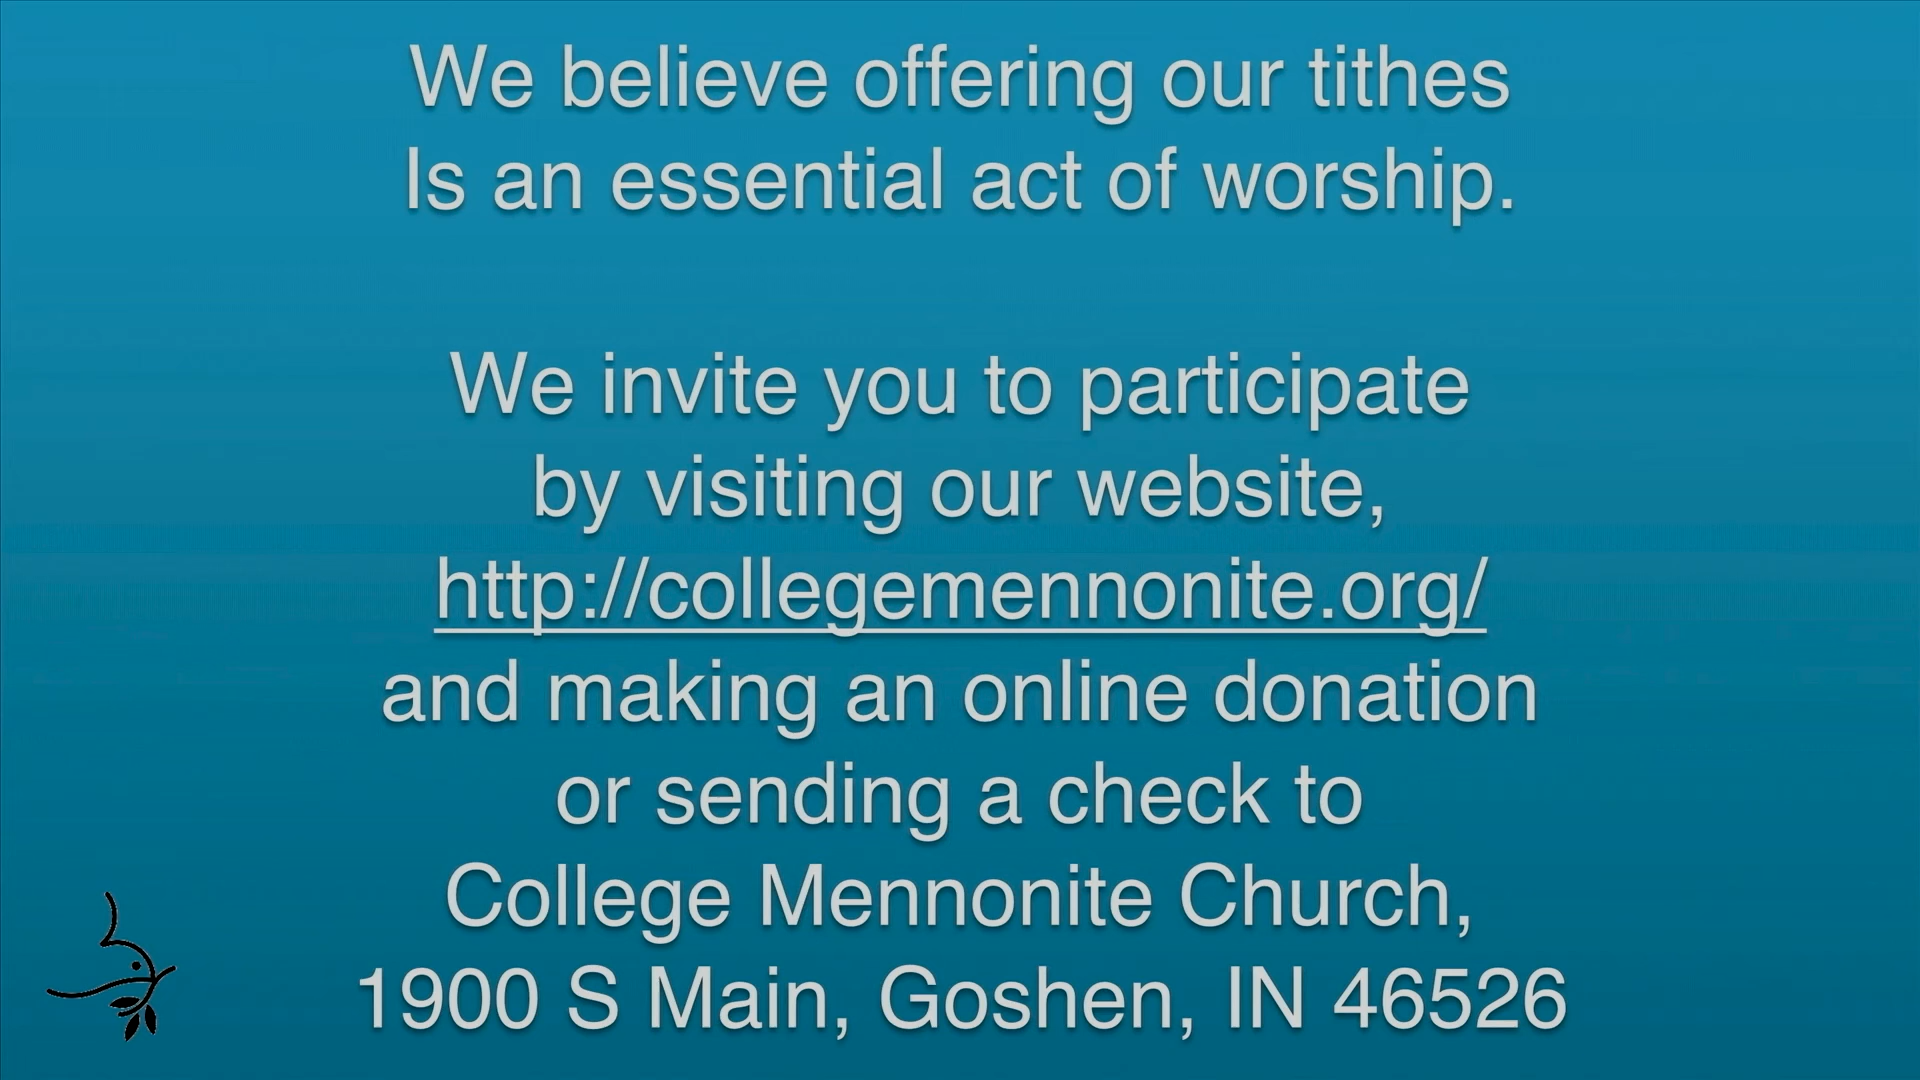 We believe offering our tithes
Is an essential act of worship.
We invite you to participate
by visiting our website,
http://collegemennonite.org/
and making an online donation
or sending a check to
College Mennonite Church,
1900 S Main, Goshen, IN 46526